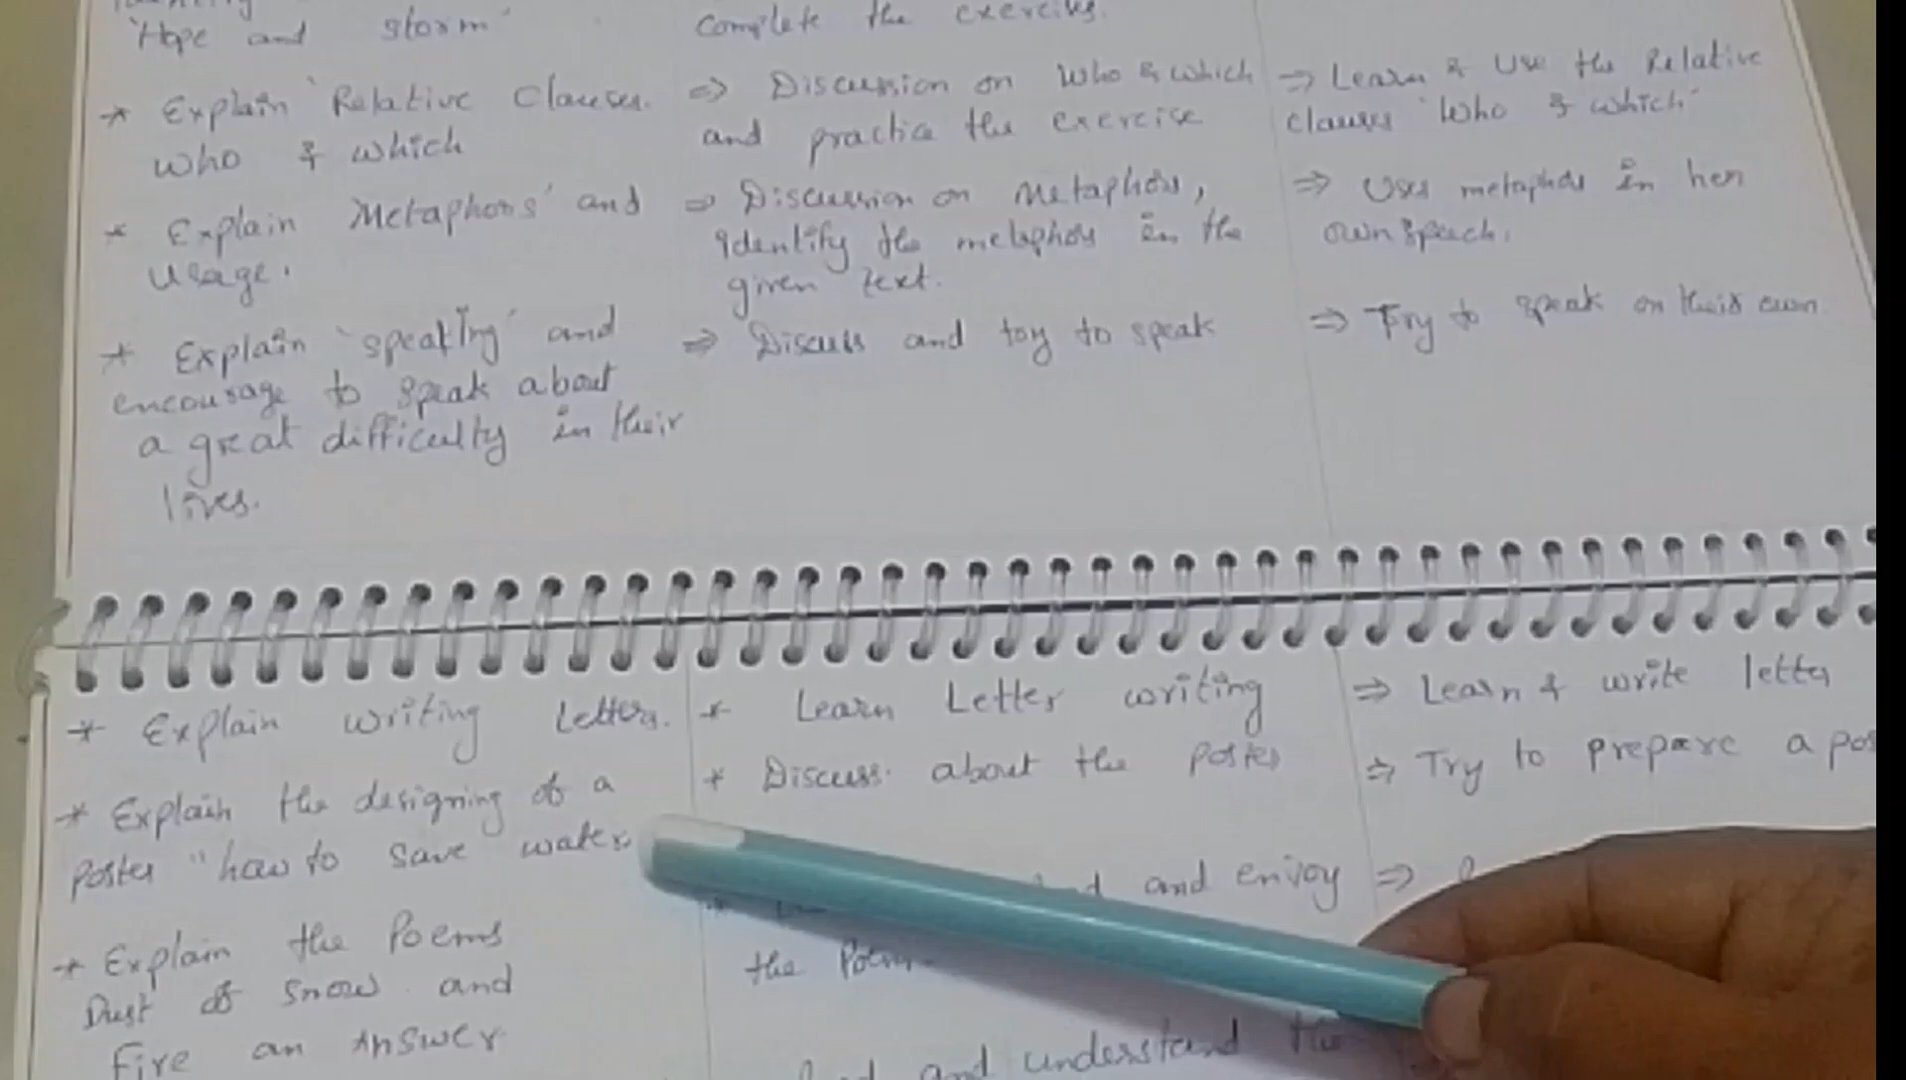 'Hope and storm'
complete the exercise.
* Explain 'Relative Clauses.
who & which
⇒ Discussion on who & which
and practice the exercise
⇒ Learn & Use the Relative
clauses 'who & which'
* Explain 'Metaphors' and
usage.
⇒ Discussion on metaphors,
identify the metaphors in the
given text.
⇒ Uses metaphors in her
own speech.
* Explain 'speaking' and
encourage to speak about
a great difficulty in their
lives.
⇒ Discuss and try to speak
⇒ Try to speak on their own
* Explain writing letters.
* Explain the designing of a
poster "how to save water
* Explain the Poems
Dust of snow and
fire an Answer
* Learn Letter writing
* Discuss about the poster
and enjoy
the Poem
and understand the
⇒ Learn & write letter
⇒ Try to prepare a pos
⇒